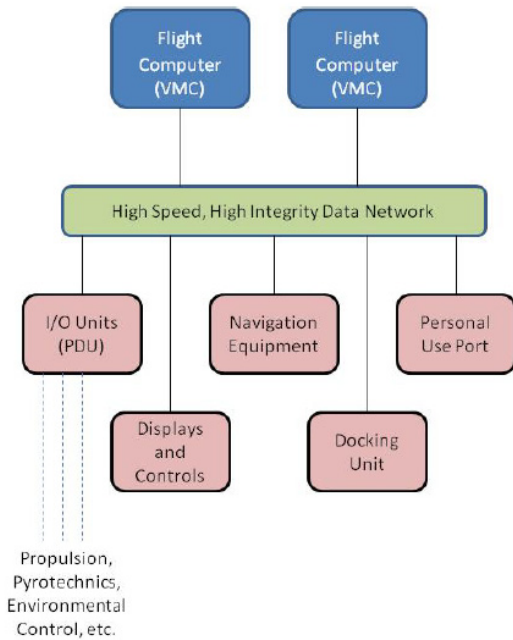 Flight
Computer
(VMC)
Flight
Computer
(VMC)
High Speed, High Integrity Data Network
I/O Units
(PDU)
Navigation
Equipment
Personal
Use Port
Displays
and
Controls
Docking
Unit
Propulsion,
Pyrotechnics,
Environmental
Control, etc.